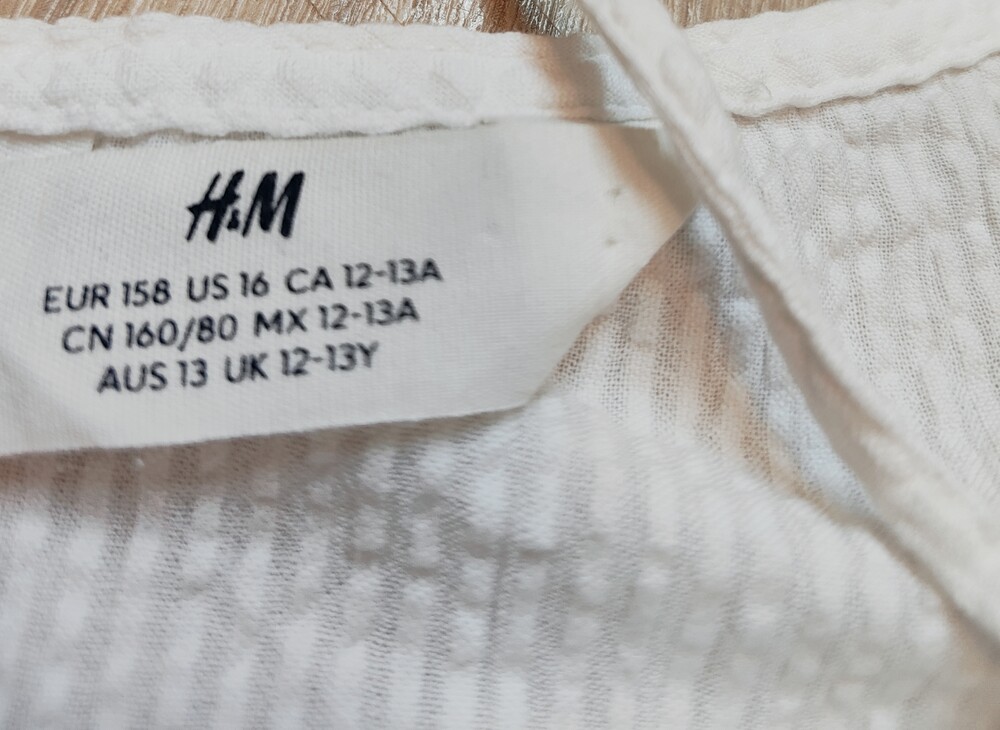 H&M
EUR 158 US 16 CA 12-13A
CN 160/80 MX 12-13A
AUS 13 UK 12-13Y